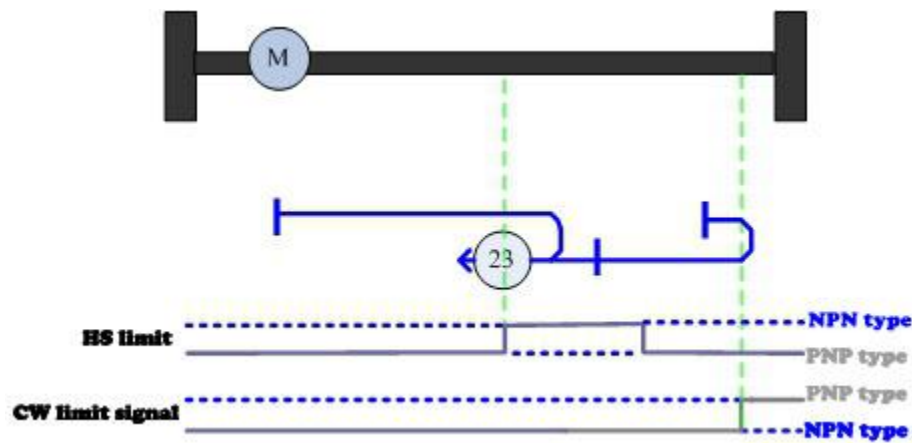 M
23
HS limit
NPN type
PNP type
CW limit signal
PNP type
NPN type